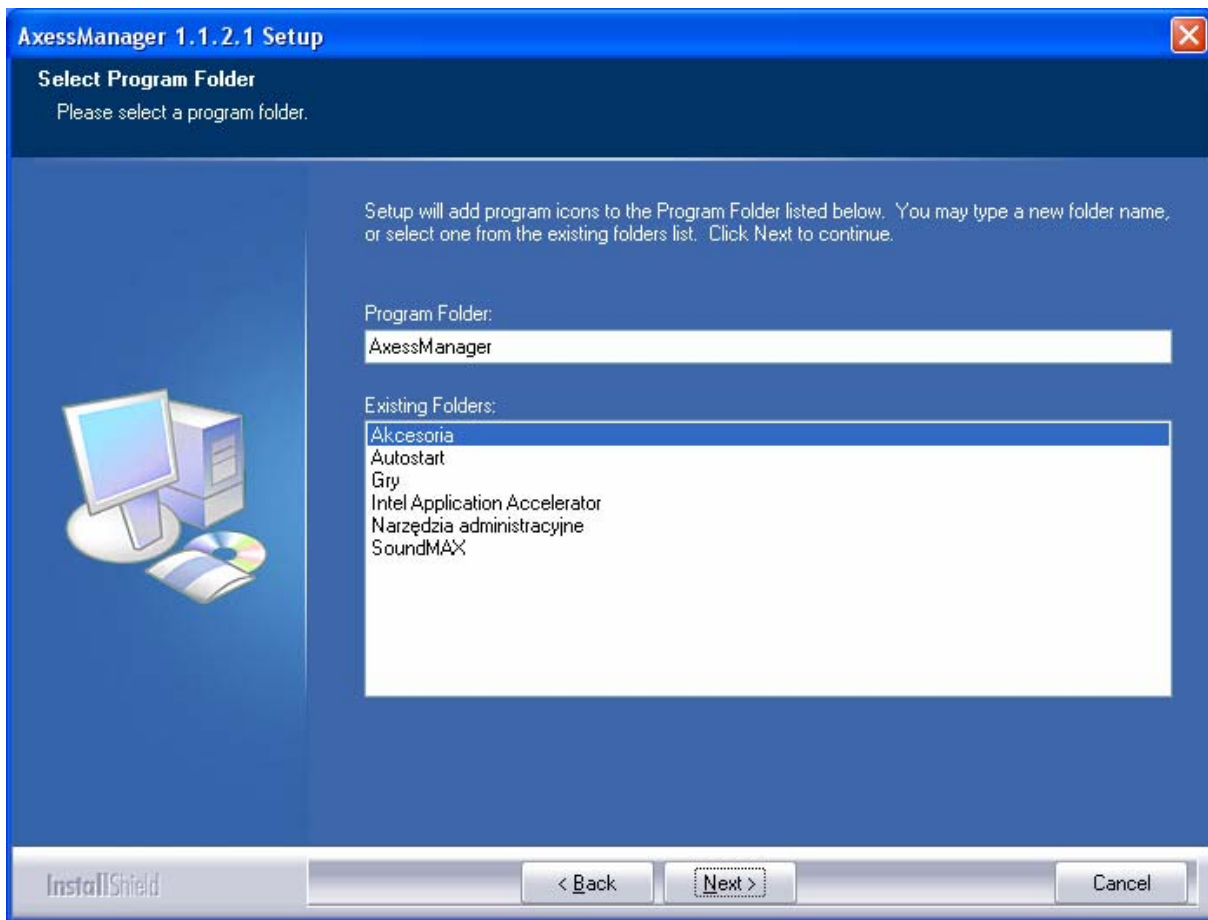 AxessManager 1.1.2.1 Setup
Select Program Folder
Please select a program folder.
Setup will add program icons to the Program Folder listed below. You may type a new folder name,
or select one from the existing folders list. Click Next to continue.
Program Folder:
AxessManager
Existing Folders:
Akcesoria
Autostart
Gry
Intel Application Accelerator
Narzędzia administracyjne
SoundMAX
InstallShield
< Back
Next >
Cancel